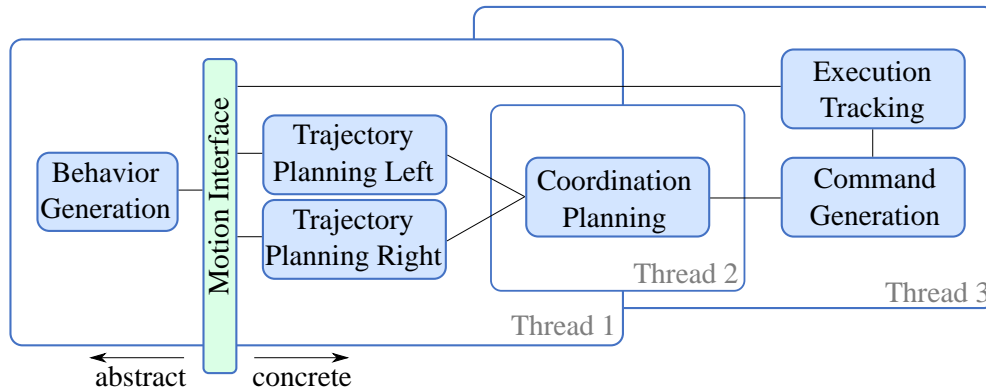 Behavior
Generation
Motion Interface
Trajectory
Planning Left
Trajectory
Planning Right
Coordination
Planning
Execution
Tracking
Command
Generation
Thread 2
Thread 3
Thread 1
abstract
concrete